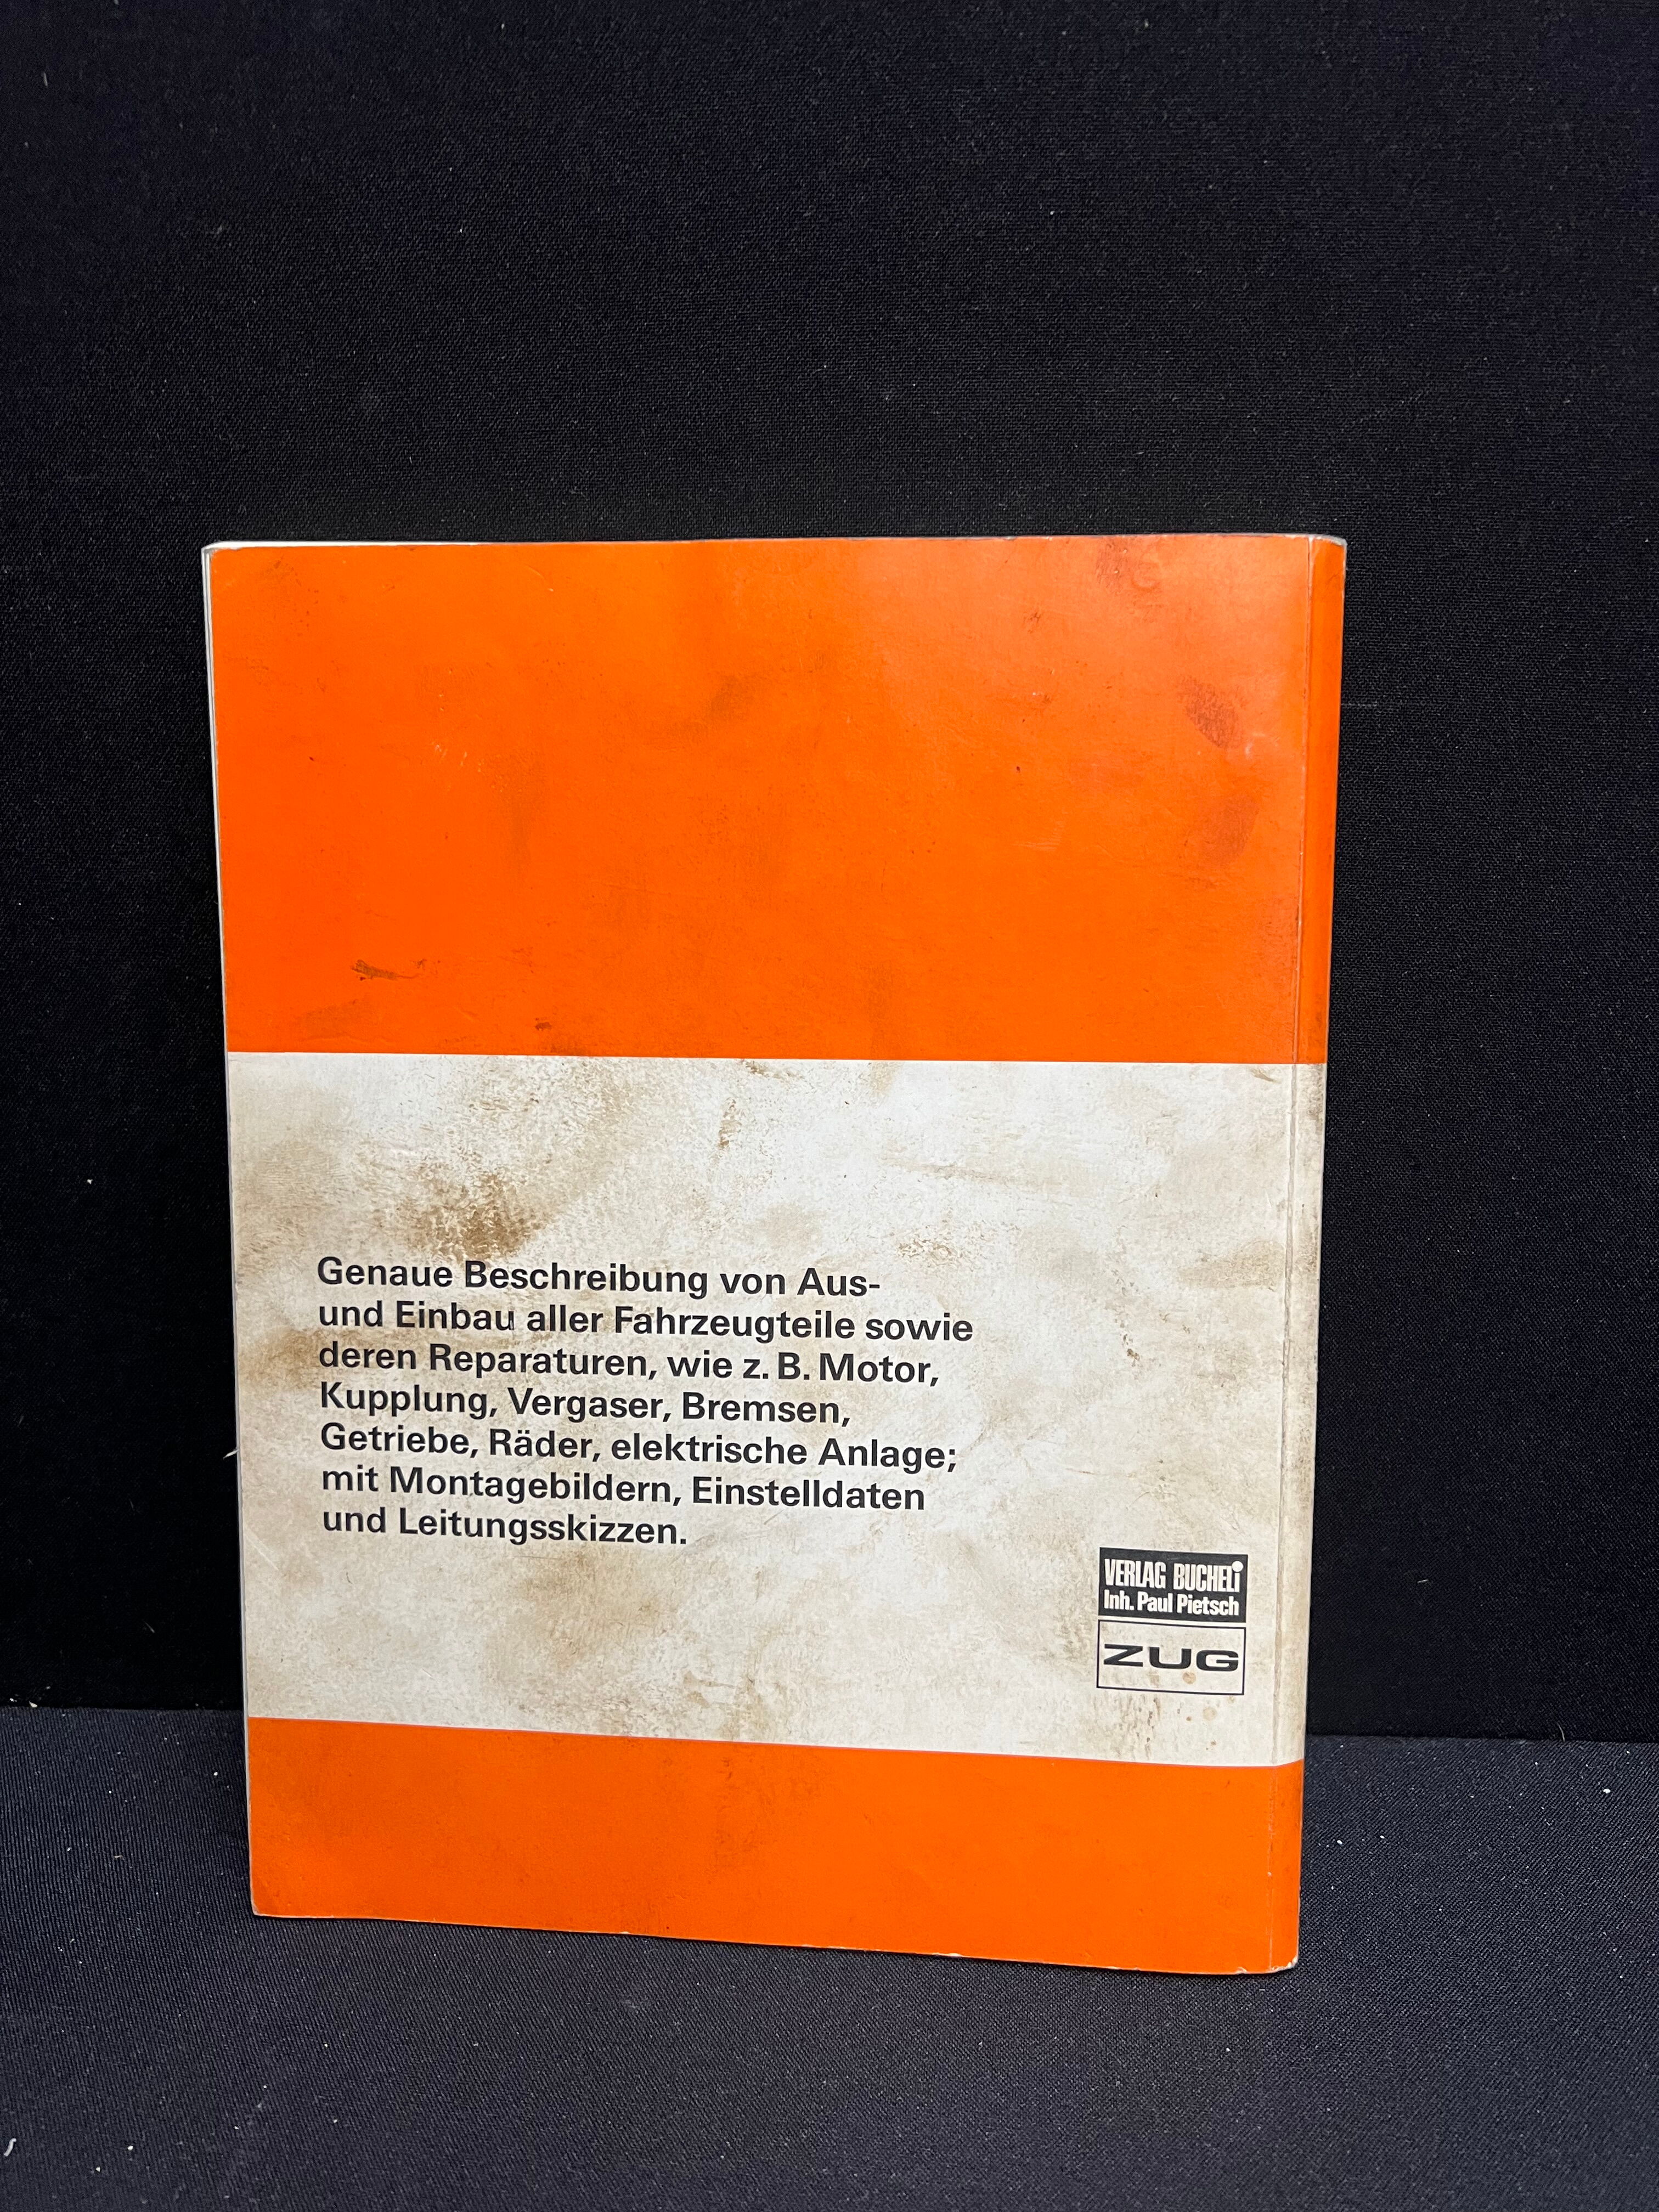 Genaue Beschreibung von Aus-
und Einbau aller Fahrzeugteile sowie
deren Reparaturen, wie z. B. Motor,
Kupplung, Vergaser, Bremsen,
Getriebe, Räder, elektrische Anlage;
mit Montagebildern, Einstelldaten
und Leitungsskizzen.
VERLAG BUCHELi
Inh. Paul Pietsch
ZUG